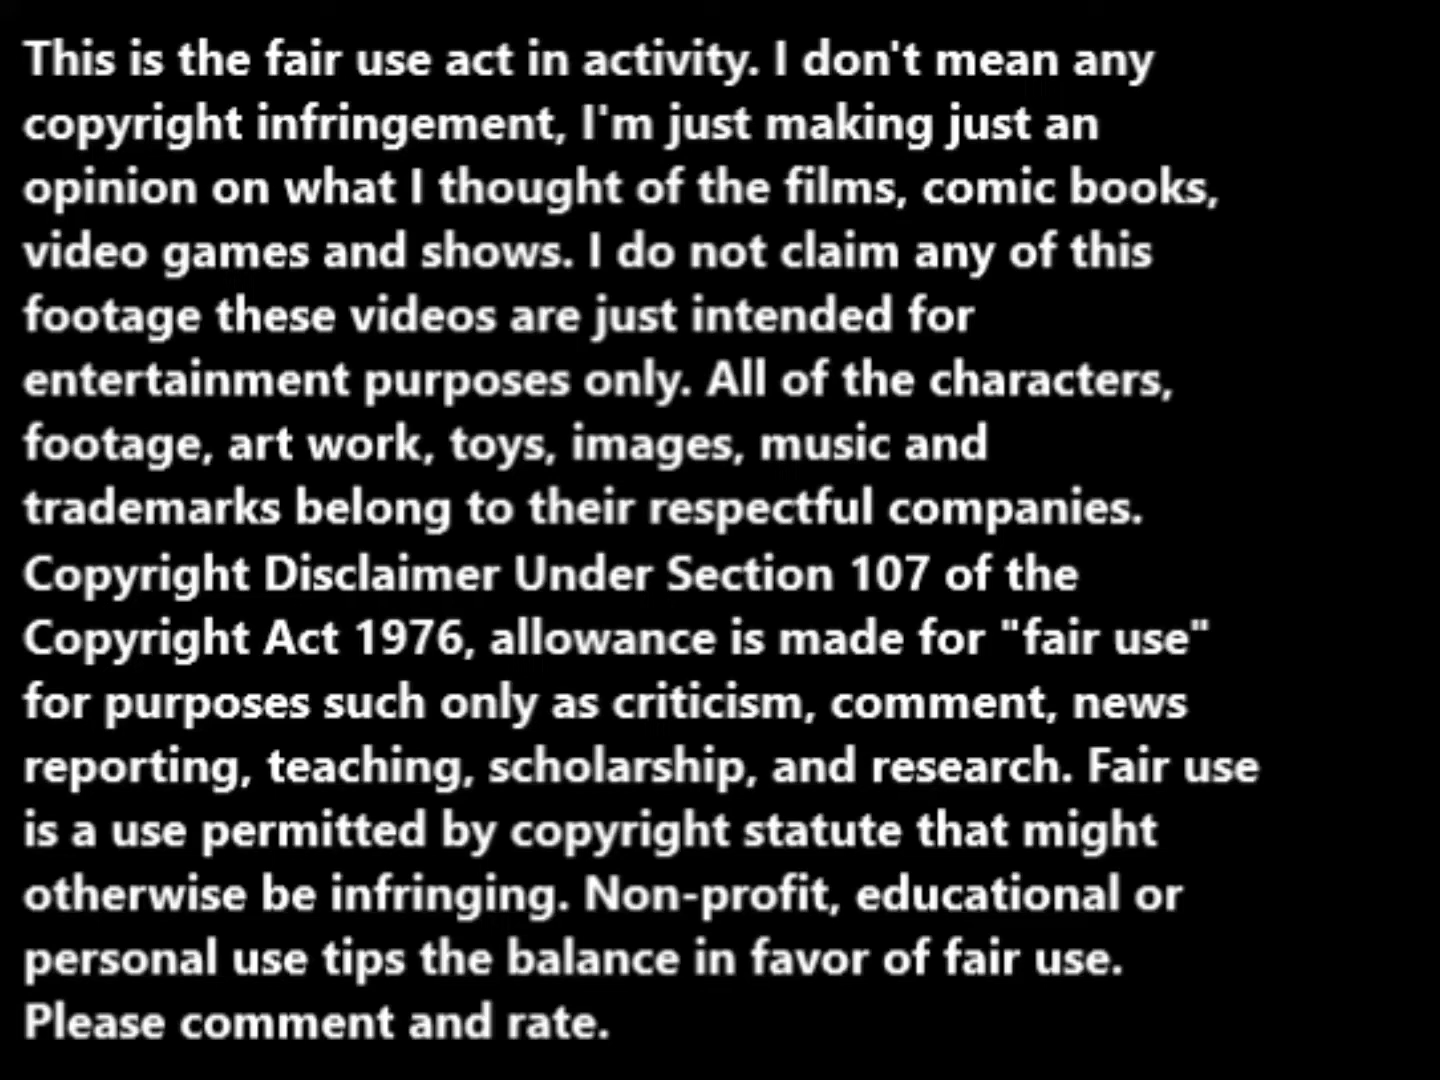 This is the fair use act in activity. I don't mean any
copyright infringement, I'm just making just an
opinion on what I thought of the films, comic books,
video games and shows. I do not claim any of this
footage these videos are just intended for
entertainment purposes only. All of the characters,
footage, art work, toys, images, music and
trademarks belong to their respectful companies.
Copyright Disclaimer Under Section 107 of the
Copyright Act 1976, allowance is made for "fair use"
for purposes such only as criticism, comment, news
reporting, teaching, scholarship, and research. Fair use
is a use permitted by copyright statute that might
otherwise be infringing. Non-profit, educational or
personal use tips the balance in favor of fair use.
Please comment and rate.